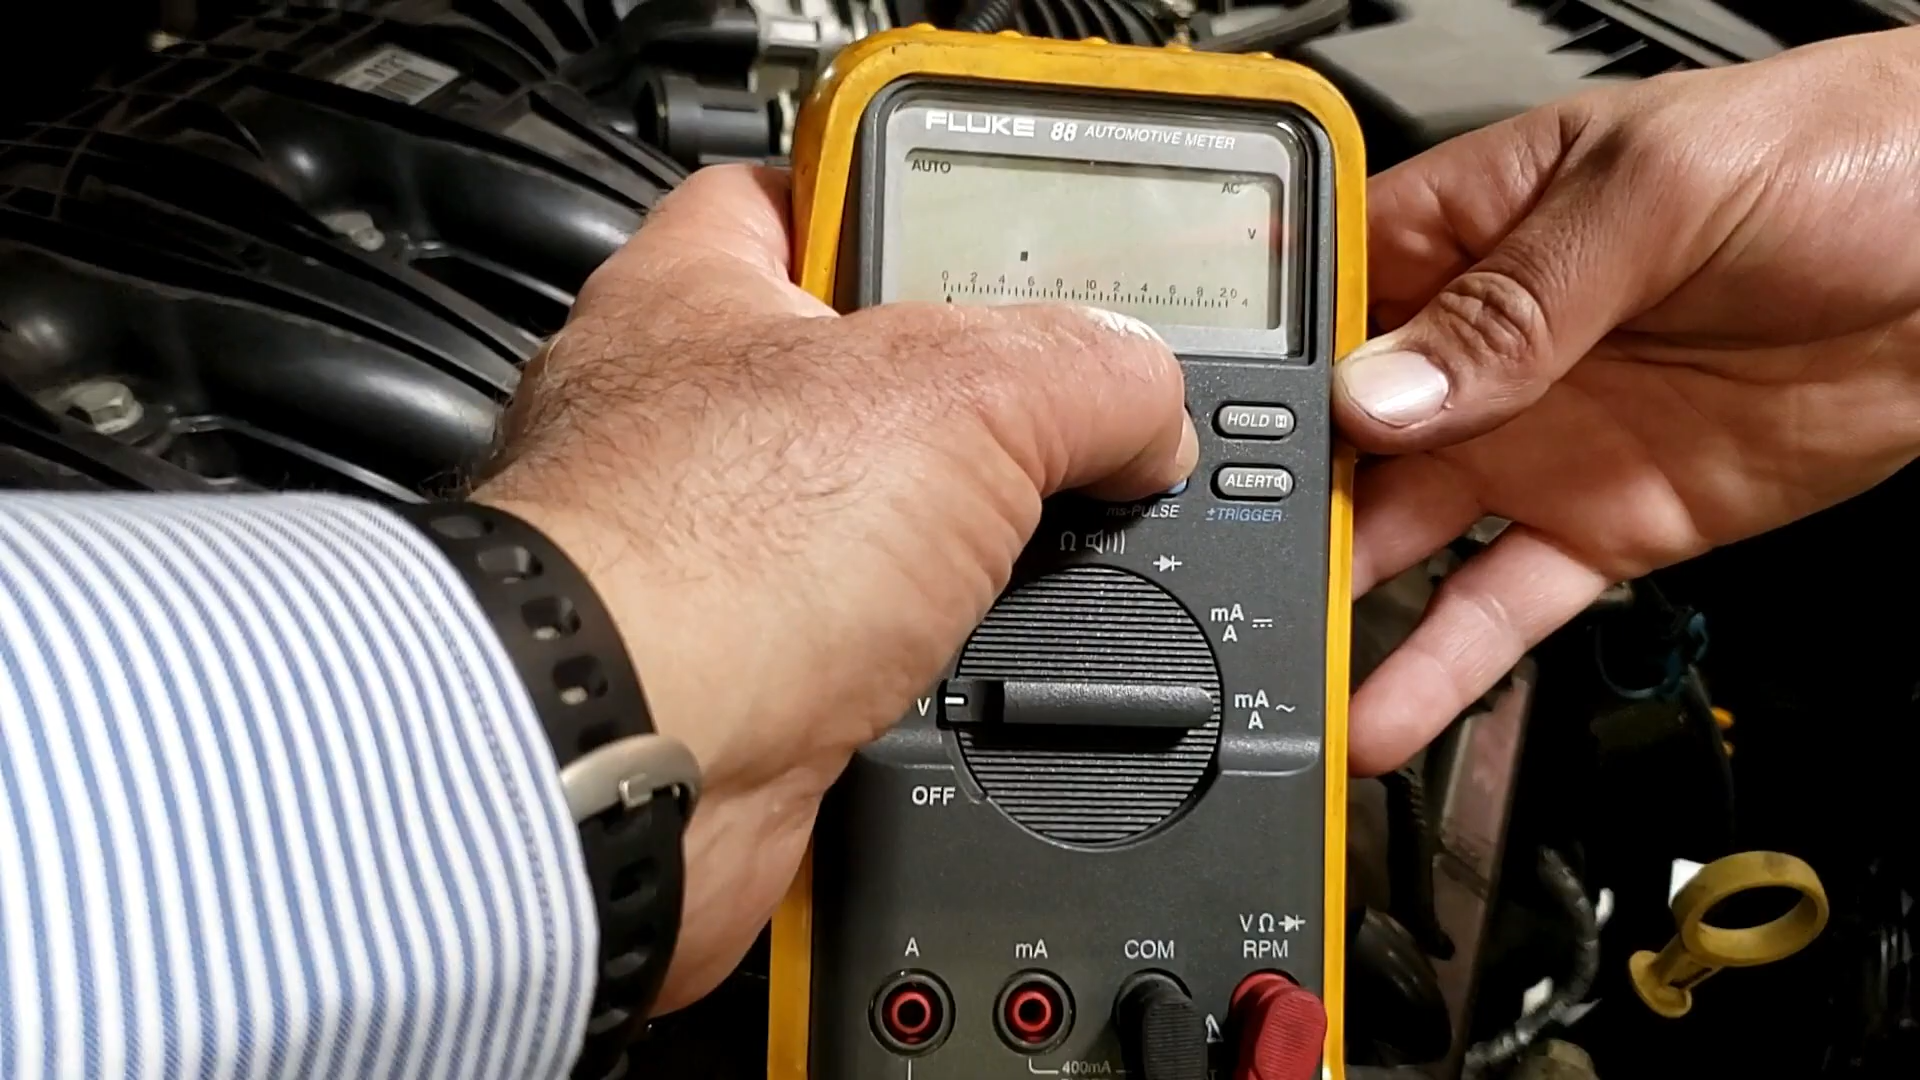 FLUKE 88 AUTOMOTIVE METER
AUTO
AC
V
0 2 4 6 8 10 2 4 6 8 20 4
HOLD H
ALERT
ms-PULSE
±TRIGGER
Ω
mA
A
V
mA ~
A
OFF
VΩ
A mA COM RPM
400mA